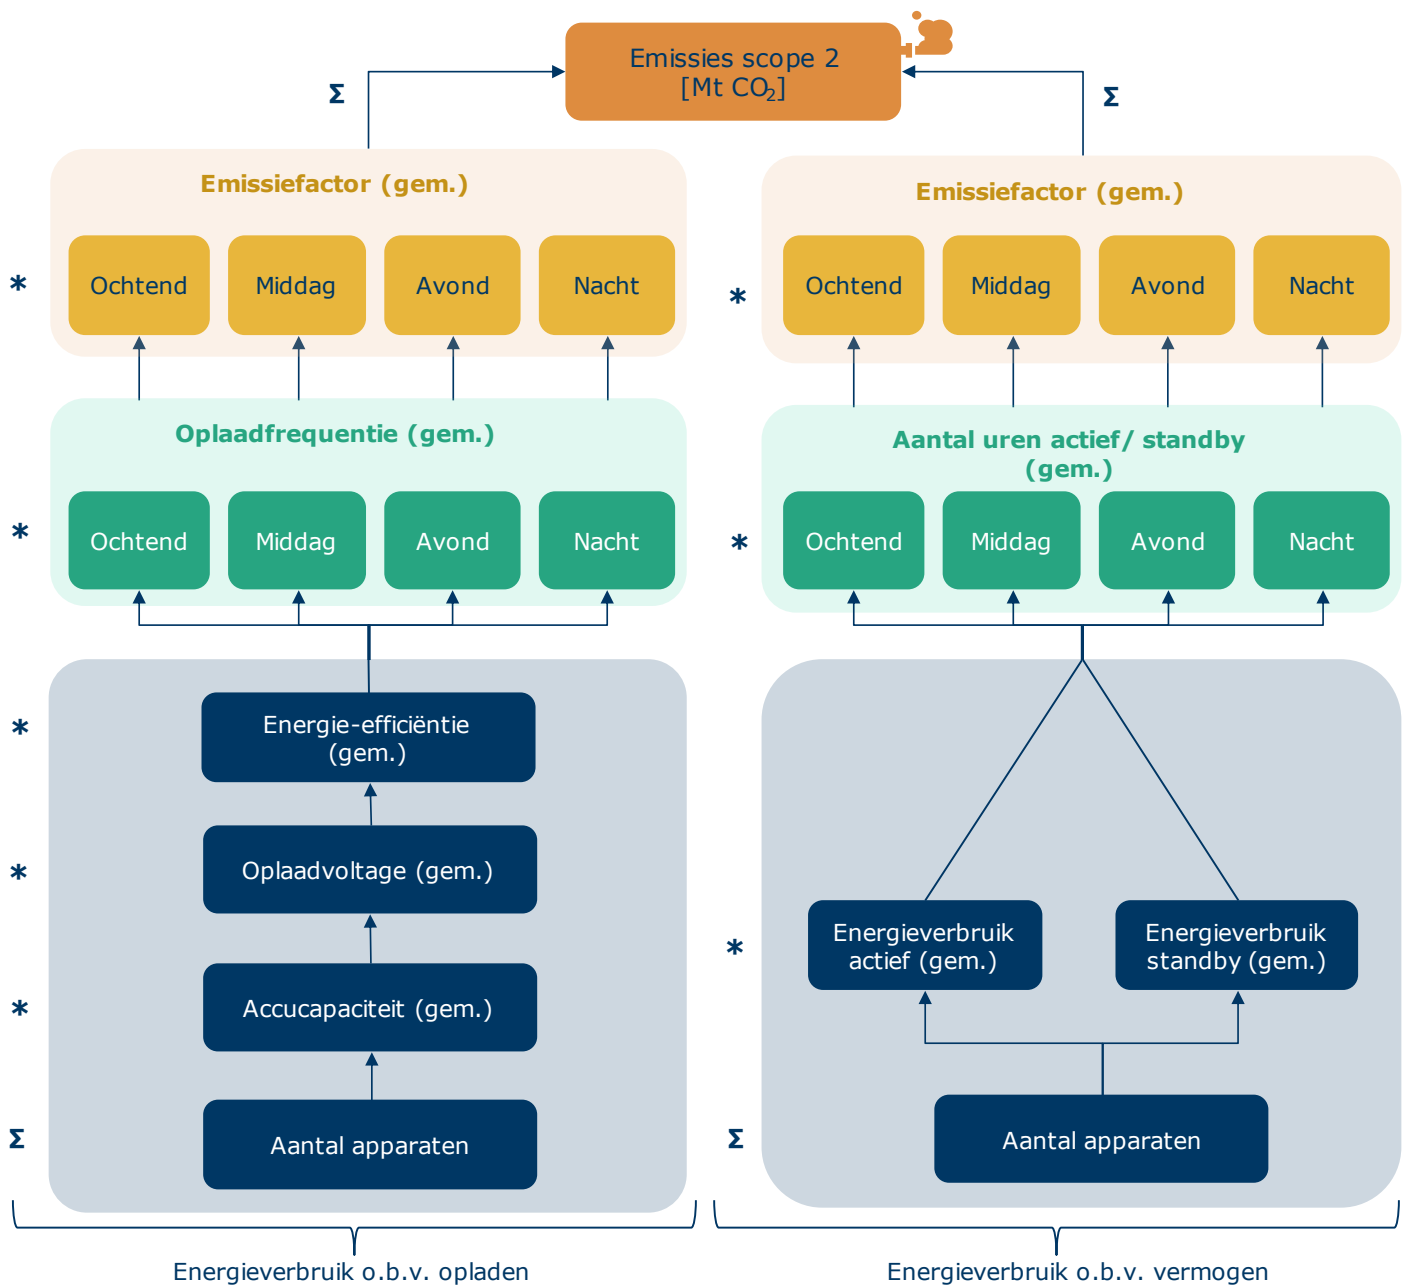 Emissies scope 2
[Mt CO₂]
Σ
Σ
Emissiefactor (gem.)
* Ochtend Middag Avond Nacht
Oplaadfrequentie (gem.)
* Ochtend Middag Avond Nacht
* Energie-efficiëntie
(gem.)
* Oplaadvoltage (gem.)
* Accucapaciteit (gem.)
Σ Aantal apparaten
Energieverbruik o.b.v. opladen
Emissiefactor (gem.)
* Ochtend Middag Avond Nacht
Aantal uren actief/ standby
(gem.)
* Ochtend Middag Avond Nacht
* Energieverbruik
actief (gem.)
Energieverbruik
standby (gem.)
Σ Aantal apparaten
Energieverbruik o.b.v. vermogen